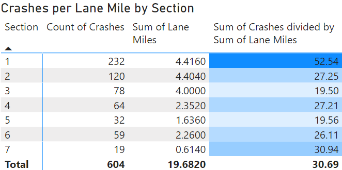 Crashes per Lane Mile by Section
Section Count of Crashes Sum of Lane Miles Sum of Crashes divided by Sum of Lane Miles
1 232 4.4160 52.54
2 120 4.4040 27.25
3 78 4.0000 19.50
4 64 2.3520 27.21
5 32 1.6360 19.56
6 59 2.2600 26.11
7 19 0.6140 30.94
Total 604 19.6820 30.69